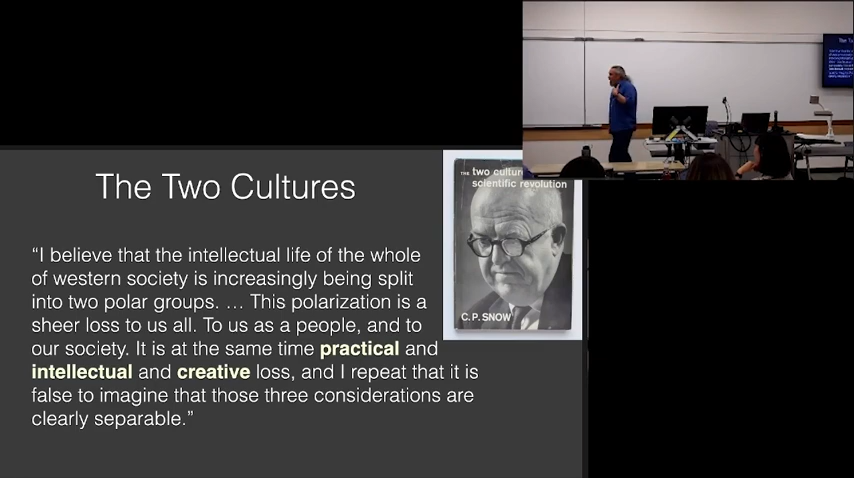 The Two Cultures
“I believe that the intellectual life of the whole
of western society is increasingly being split
into two polar groups. … This polarization is a
sheer loss to us all. To us as a people, and to
our society. It is at the same time practical and
intellectual and creative loss, and I repeat that it is
false to imagine that those three considerations are
clearly separable.”
THE two
scientific revolution
C.P. SNOW